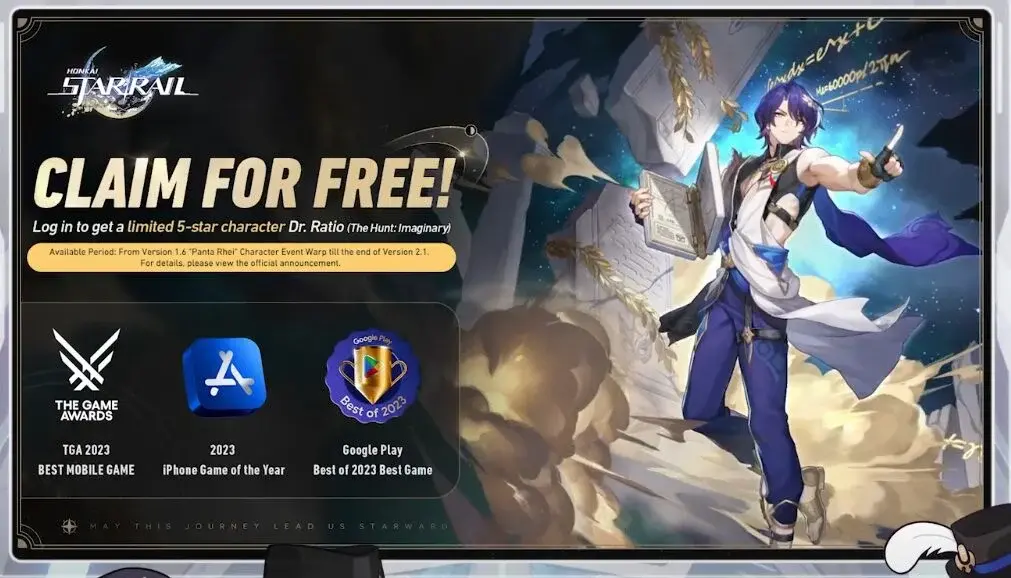 HONKAI
STAR RAIL
CLAIM FOR FREE!
Log in to get a limited 5-star character Dr. Ratio (The Hunt: Imaginary)
Available Period: From Version 1.6 "Panta Rhei" Character Event Warp till the end of Version 2.1.
For details, please view the official announcement.
THE GAME
AWARDS
TGA 2023
BEST MOBILE GAME
2023
iPhone Game of the Year
Google Play
Best of 2023
Google Play
Best of 2023 Best Game
MAY THIS JOURNEY LEAD US STARWARD